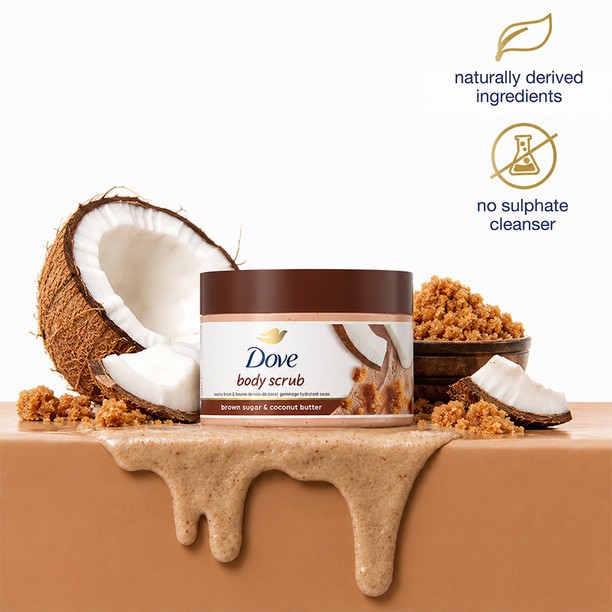 naturally derived
ingredients
no sulphate
cleanser
Dove
body scrub
brown sugar & coconut butter